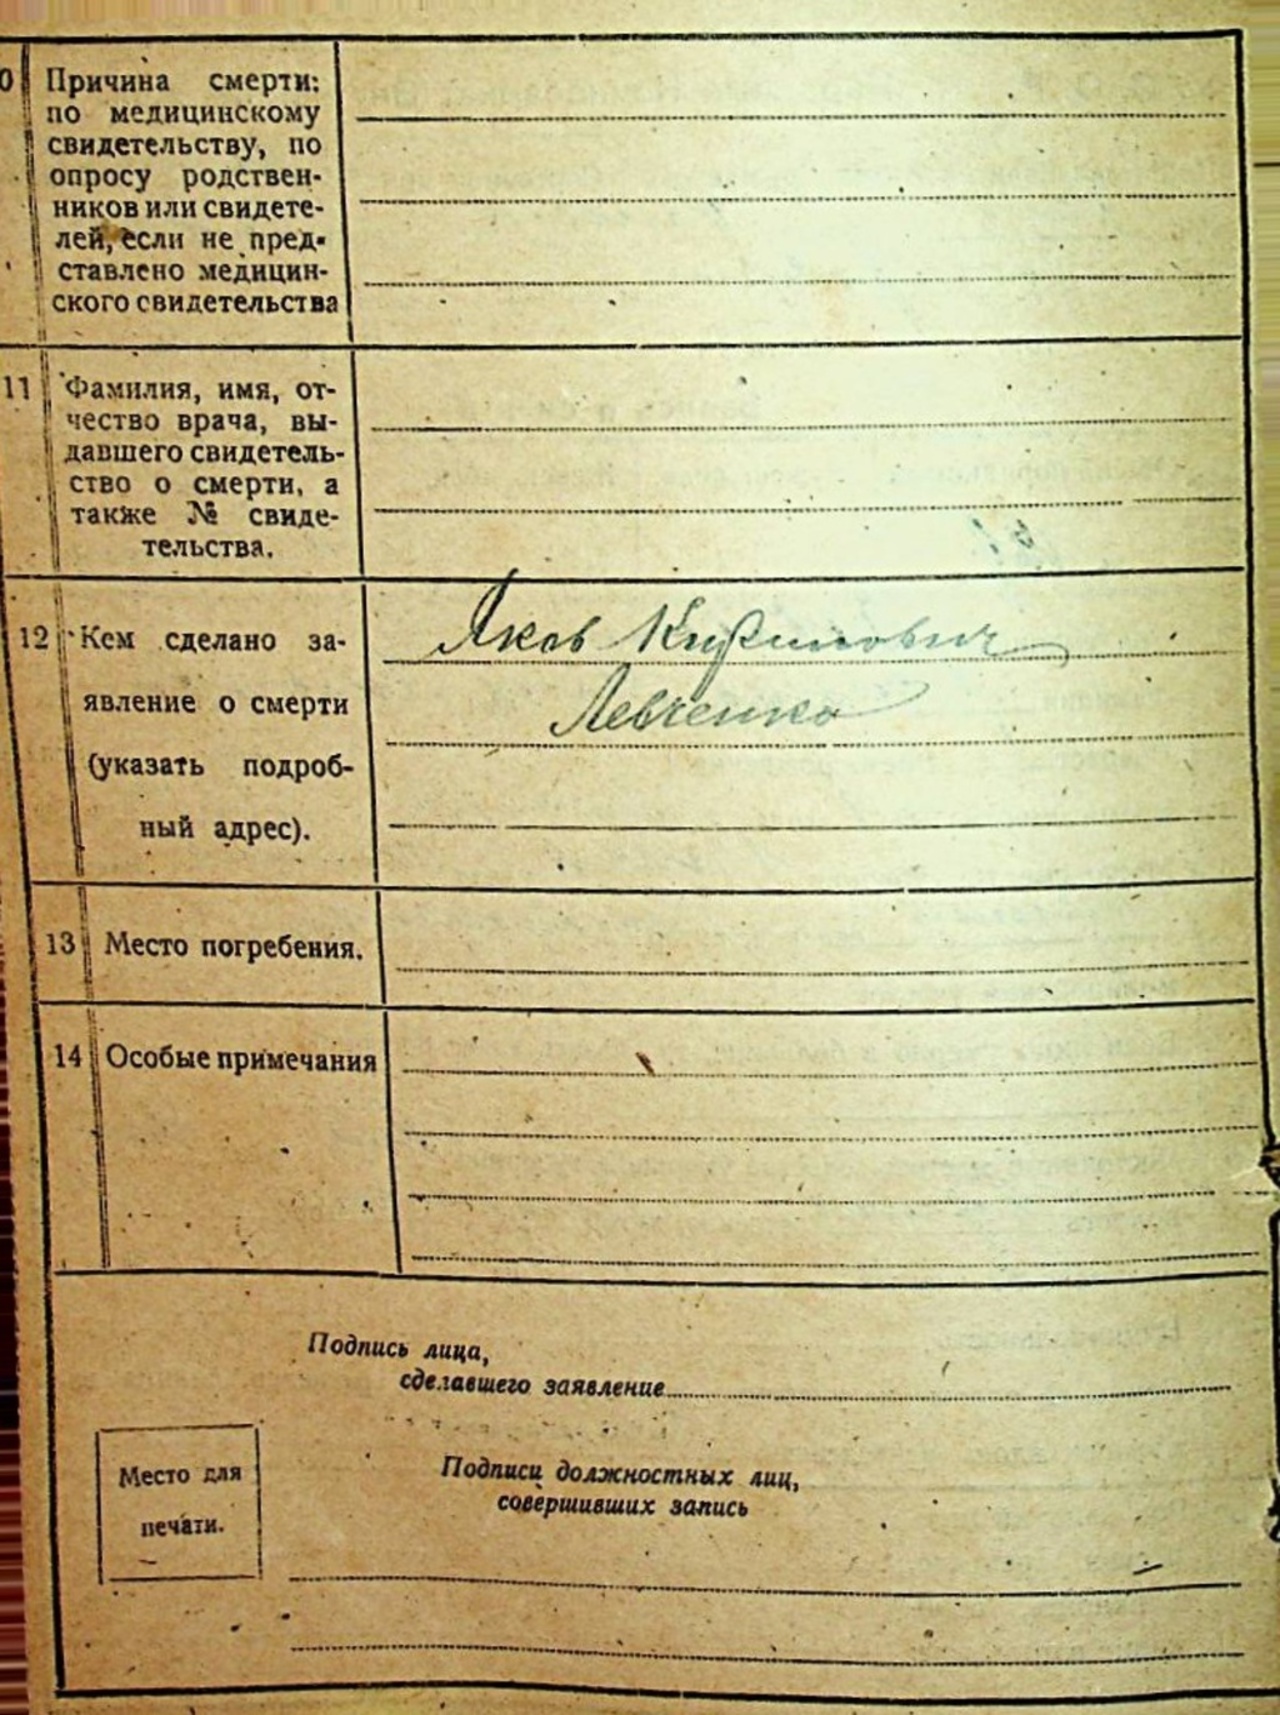 0 Причина смерти:
по медицинскому
свидетельству, по
опросу родствен-
ников или свидете-
лей, если не пред-
ставлено медицин-
ского свидетельства
11 Фамилия, имя, от-
чество врача, вы-
давшего свидетель-
ство о смерти, а
также № свиде-
тельства.
12 Кем сделано за-
явление о смерти
(указать подроб-
ный адрес).
Яков
Левченко
13 Место погребения.
14 Особые примечания
Подпись лица,
сделавшего заявление
Место для
печати.
Подписи должностных лиц,
совершивших запись